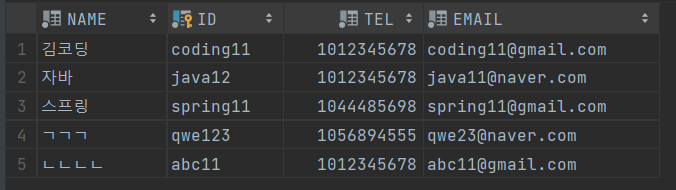 NAME ID TEL EMAIL
1 김코딩 coding11 1012345678 coding11@gmail.com
2 자바 java12 1012345678 java11@naver.com
3 스프링 spring11 1044485698 spring11@gmail.com
4 ㄱㄱㄱ qwe123 1056894555 qwe23@naver.com
5 ㄴㄴㄴㄴ abc11 1012345678 abc11@gmail.com